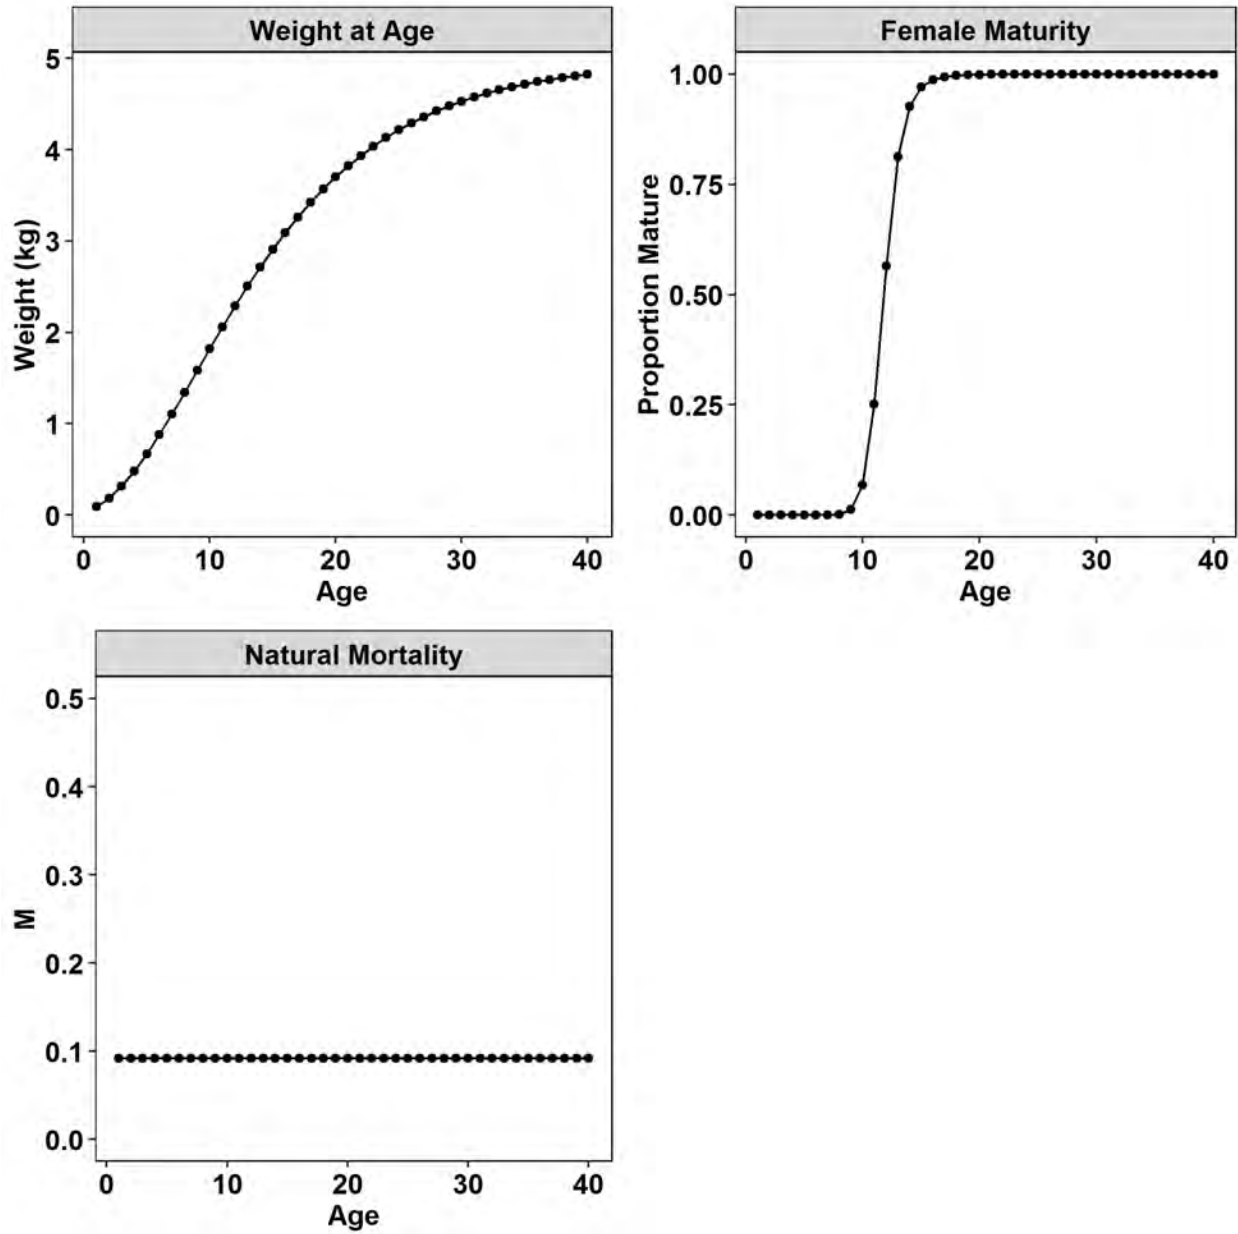 Weight at Age
Weight (kg)
5
4
3
2
1
0
0 10 20 30 40
Age
Female Maturity
Proportion Mature
1.00
0.75
0.50
0.25
0.00
0 10 20 30 40
Age
Natural Mortality
M
0.5
0.4
0.3
0.2
0.1
0.0
0 10 20 30 40
Age